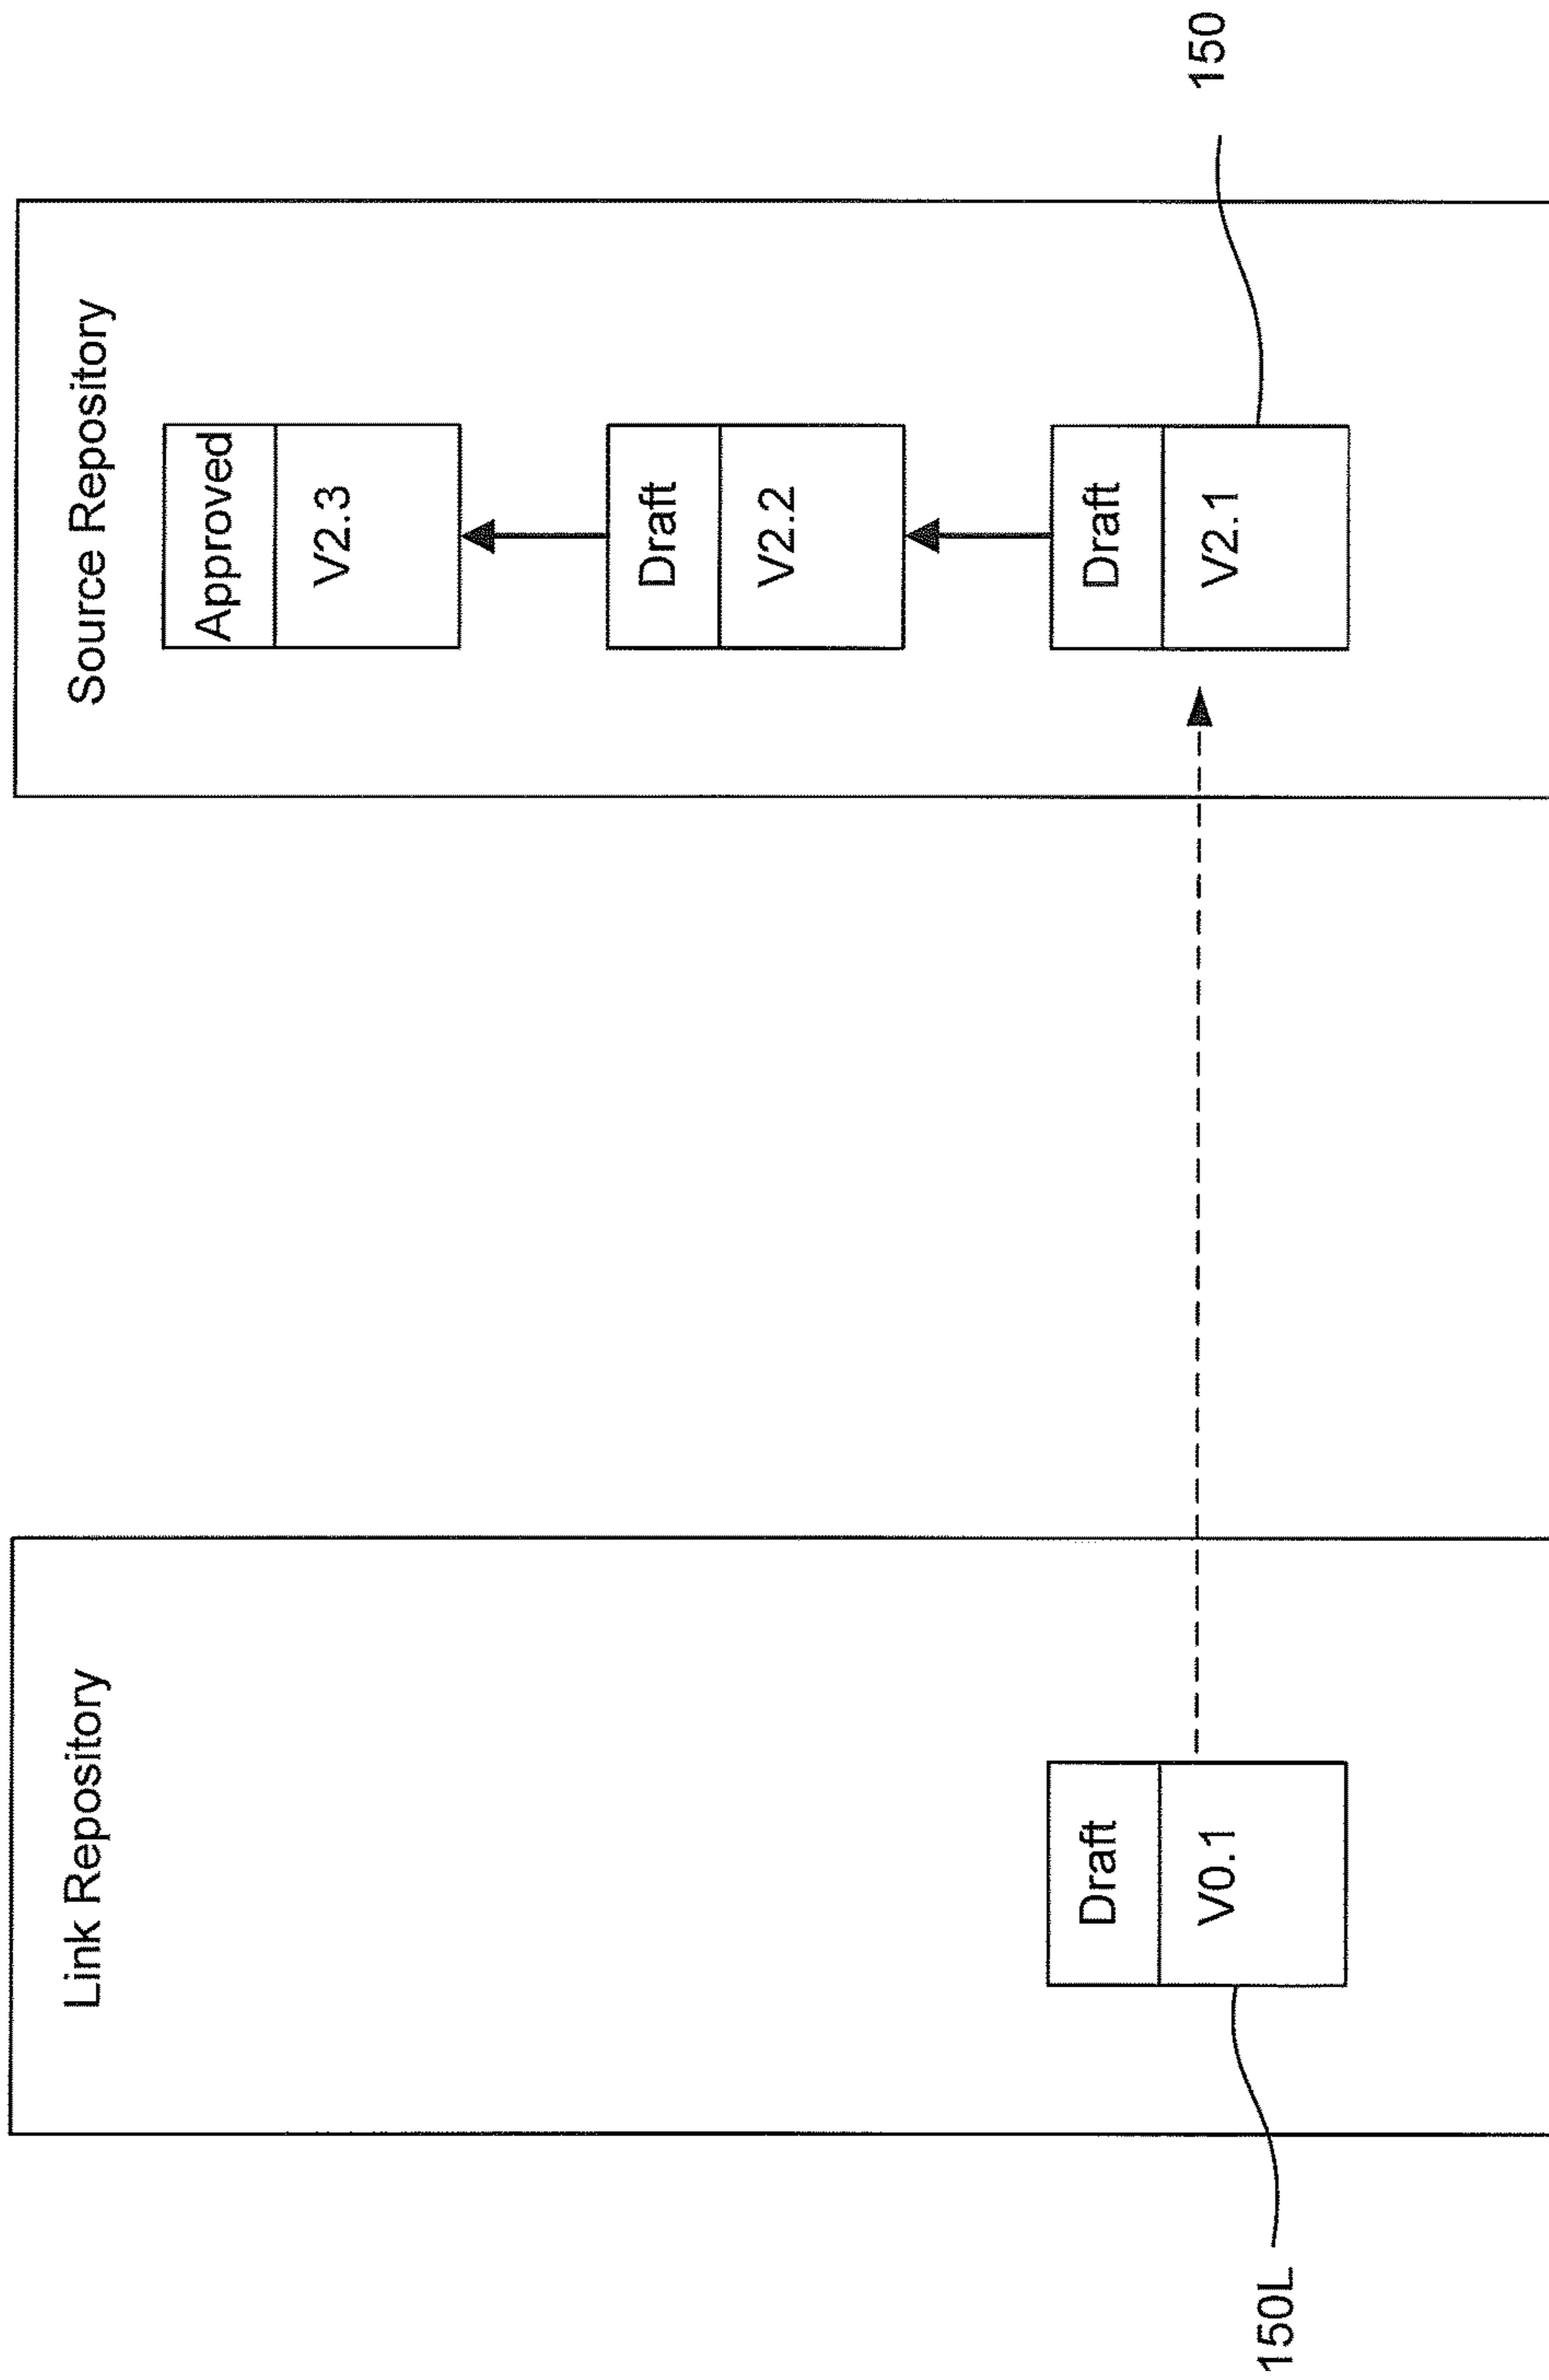 Link Repository
Source Repository
Approved
V2.3
Draft
V2.2
Draft
V0.1
Draft
V2.1
150L
150